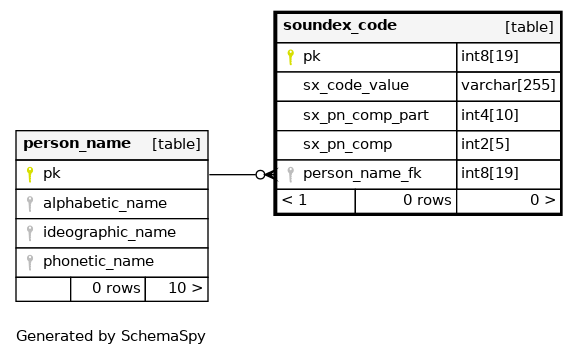 soundex_code [table]
pk int8[19]
sx_code_value varchar[255]
sx_pn_comp_part int4[10]
sx_pn_comp int2[5]
person_name_fk int8[19]
< 1 0 rows 0 >
person_name [table]
pk
alphabetic_name
ideographic_name
phonetic_name
0 rows 10 >
Generated by SchemaSpy